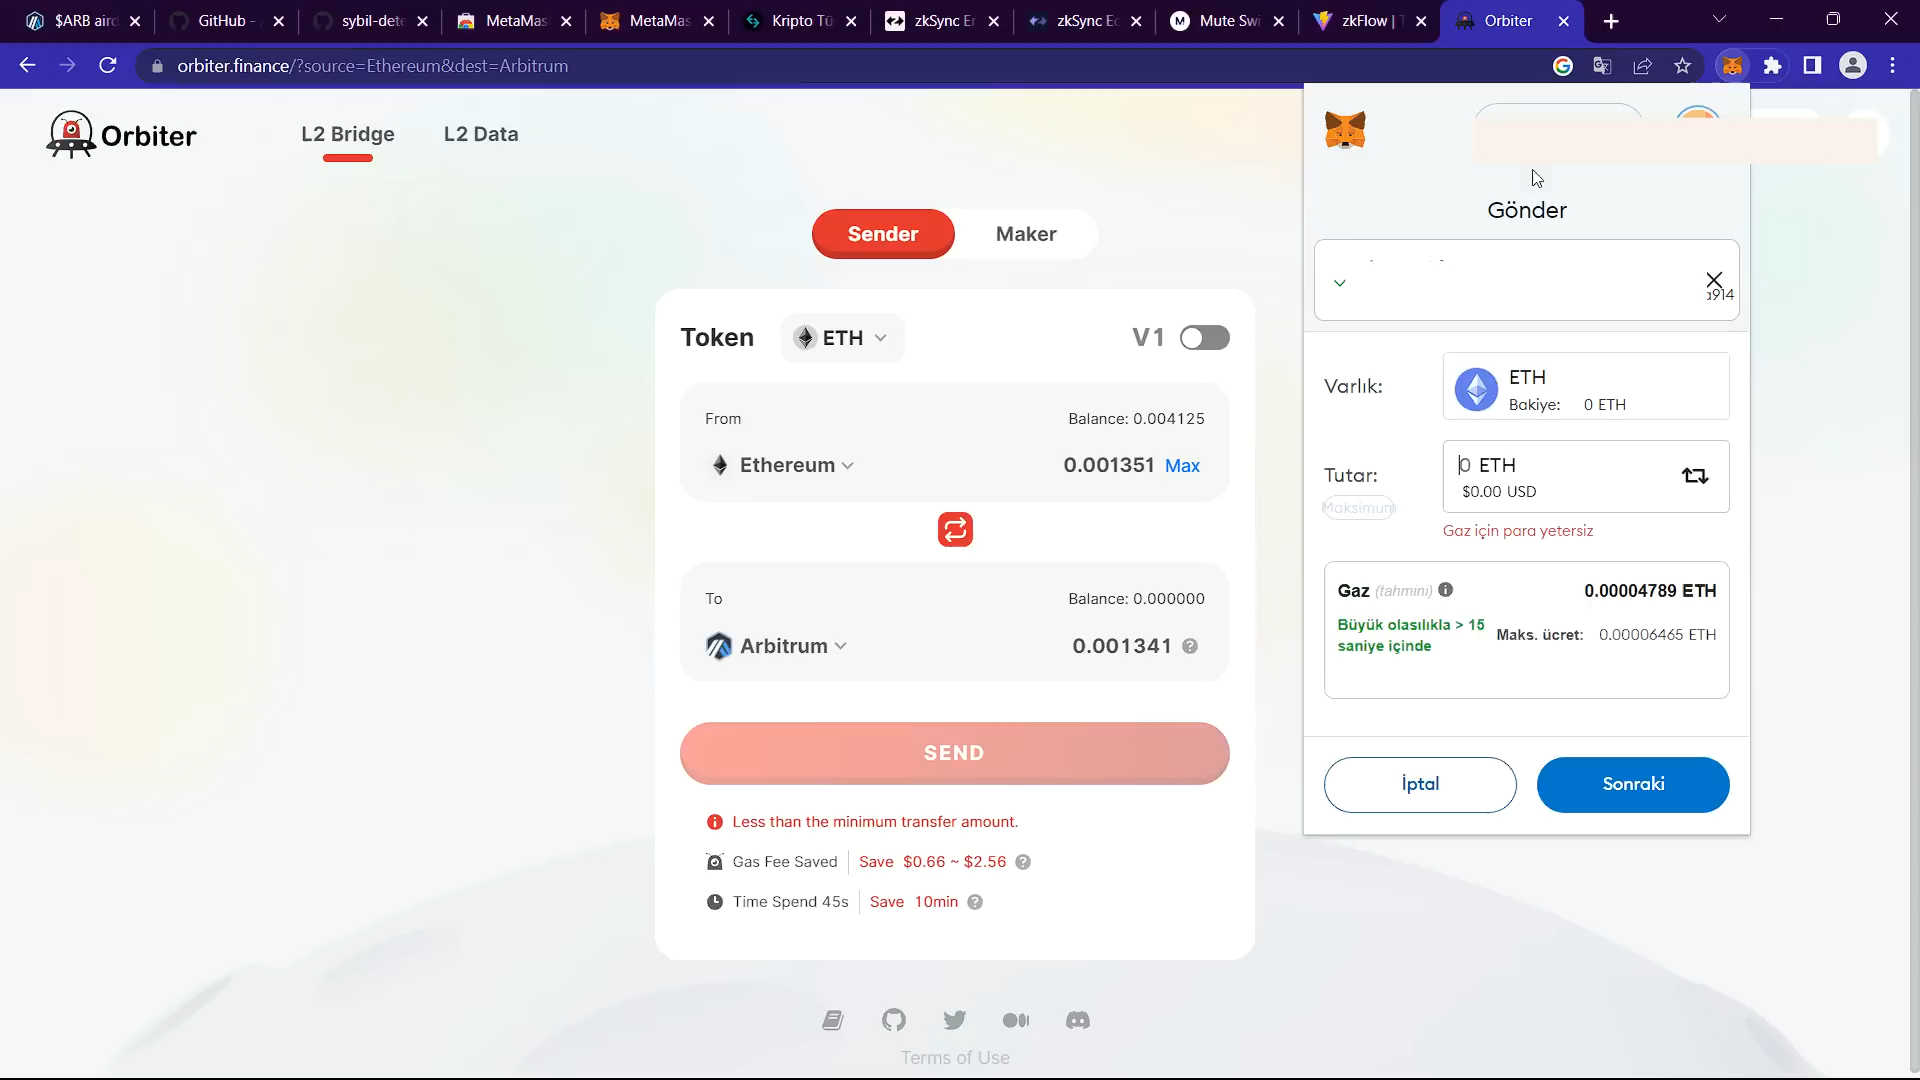 $ARB aird
GitHub -
sybil-dete
MetaMas
MetaMas
Kripto Tü
zkSync Er
zkSync Ec
Mute Swi
zkFlow | T
Orbiter
orbiter.finance/?source=Ethereum&dest=Arbitrum
Orbiter
L2 Bridge
L2 Data
Sender
Maker
Token
ETH
V1
From
Balance: 0.004125
Ethereum
0.001351 Max
To
Balance: 0.000000
Arbitrum
0.001341
SEND
Less than the minimum transfer amount.
Gas Fee Saved
Save $0.66 ~ $2.56
Time Spend 45s
Save 10min
Terms of Use
Gönder
a914
Varlık:
ETH
Bakiye: 0 ETH
Tutar:
Maksimum
0 ETH
$0.00 USD
Gaz için para yetersiz
Gaz (tahmini)
0.00004789 ETH
Büyük olasılıkla > 15
saniye içinde
Maks. ücret: 0.00006465 ETH
İptal
Sonraki